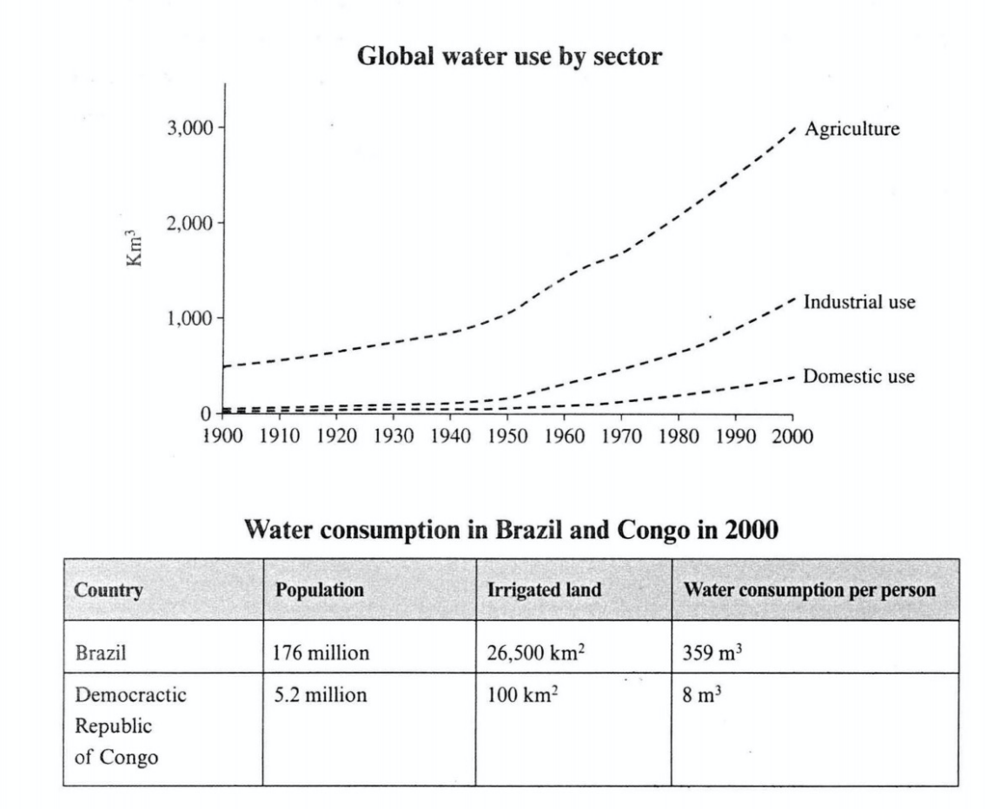 Global water use by sector
3,000
Agriculture
2,000
Km³
1,000
Industrial use
Domestic use
0
1900 1910 1920 1930 1940 1950 1960 1970 1980 1990 2000
Water consumption in Brazil and Congo in 2000
Country Population Irrigated land Water consumption per person
Brazil 176 million 26,500 km² 359 m³
Democractic 5.2 million 100 km² 8 m³
Republic
of Congo